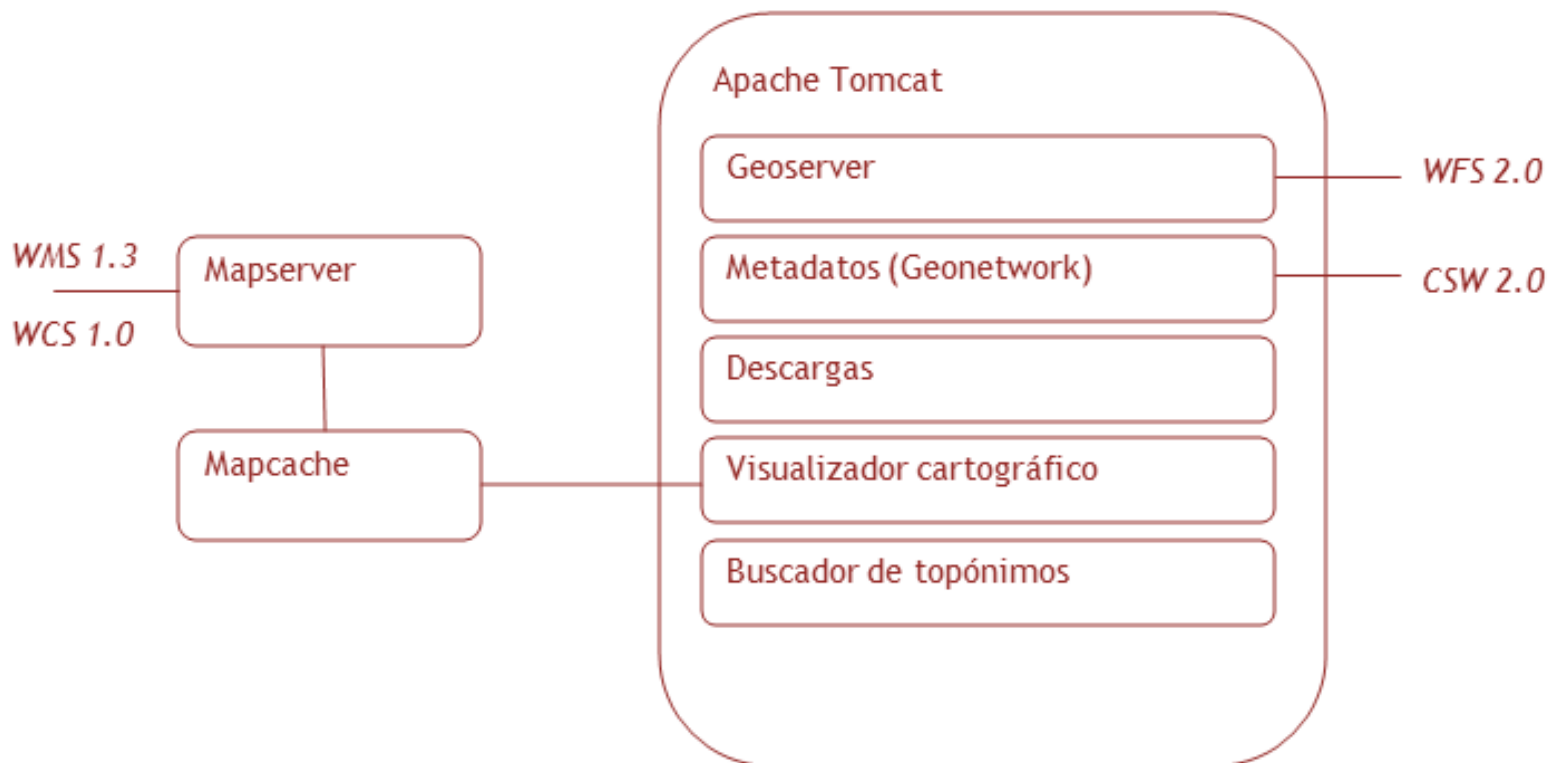 WMS 1.3
WCS 1.0
Mapserver
Mapcache
Apache Tomcat
Geoserver
Metadatos (Geonetwork)
Descargas
Visualizador cartográfico
Buscador de topónimos
WFS 2.0
CSW 2.0